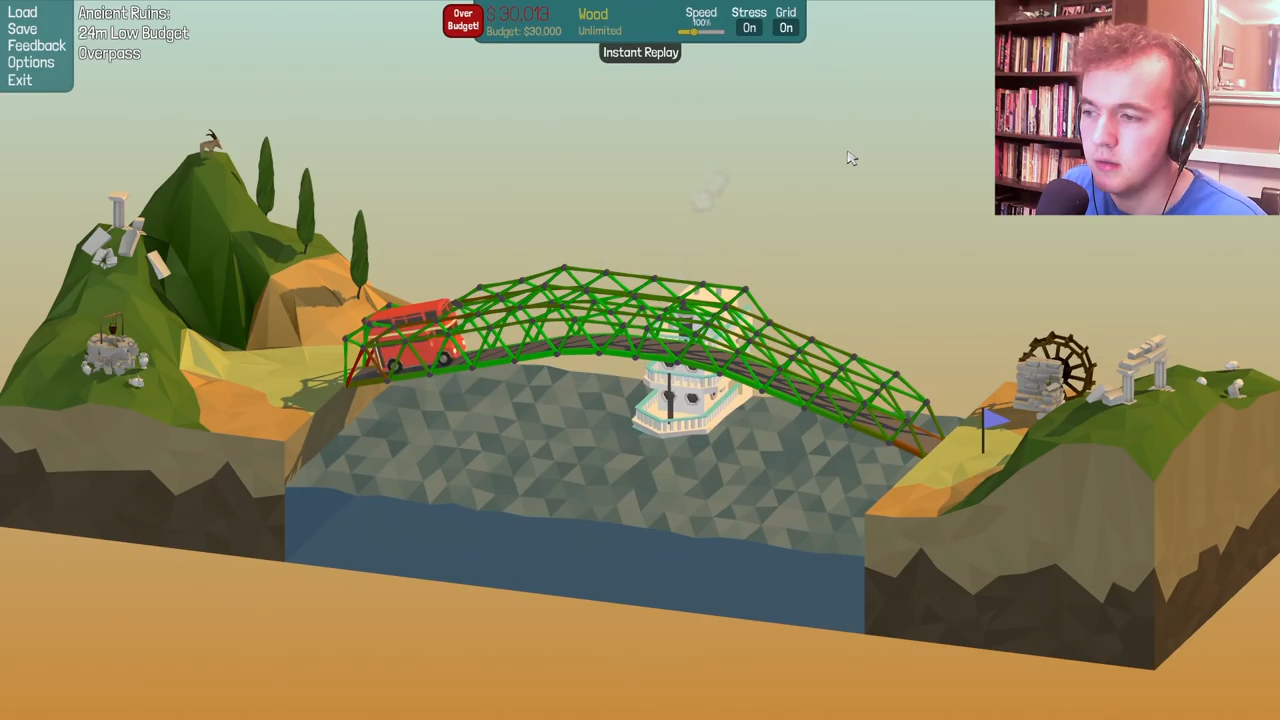 Load
Save
Feedback
Options
Exit
Ancient Ruins:
24m Low Budget
Overpass
Over
Budget!
$30,013
Budget: $30,000
Wood
Unlimited
Speed
100%
Stress
On
Grid
On
Instant Replay